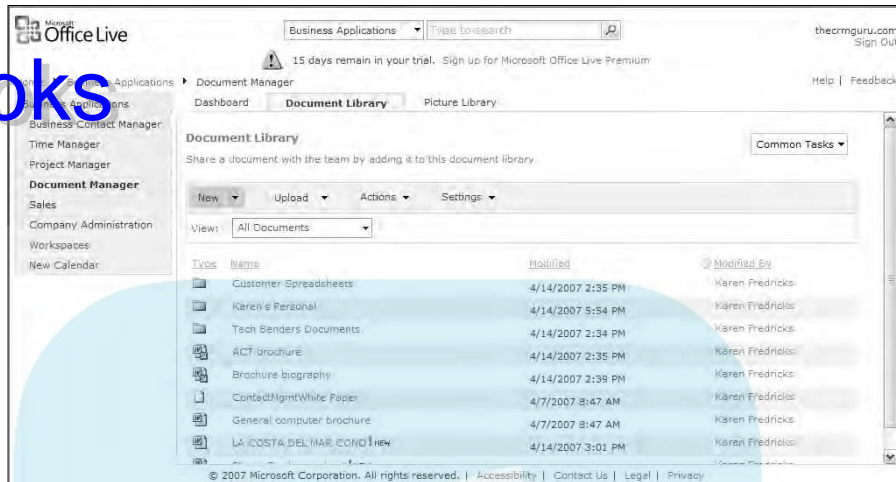 Microsoft
Office Live
Business Applications
Type to search
thecrmguru.com
Sign Out
15 days remain in your trial. Sign up for Microsoft Office Live Premium
Applications ▸ Document Manager
Help | Feedback
oks
Dashboard
Document Library
Picture Library
Business Applications
Business Contact Manager
Time Manager
Project Manager
Document Manager
Sales
Company Administration
Workspaces
New Calendar
Document Library
Common Tasks
Share a document with the team by adding it to this document library.
New
Upload
Actions
Settings
View: All Documents
Type Name Modified Modified By
Customer Spreadsheets 4/14/2007 2:35 PM Karen Fredricks
Karen's Personal 4/14/2007 5:54 PM Karen Fredricks
Tech Benders Documents 4/14/2007 2:34 PM Karen Fredricks
ACT brochure 4/14/2007 2:35 PM Karen Fredricks
Brochure biography 4/14/2007 2:39 PM Karen Fredricks
ContactMgmtWhite Paper 4/7/2007 8:47 AM Karen Fredricks
General computer brochure 4/7/2007 8:47 AM Karen Fredricks
LA COSTA DEL MAR COND ! NEW 4/14/2007 3:01 PM Karen Fredricks
© 2007 Microsoft Corporation. All rights reserved. | Accessibility | Contact Us | Legal | Privacy